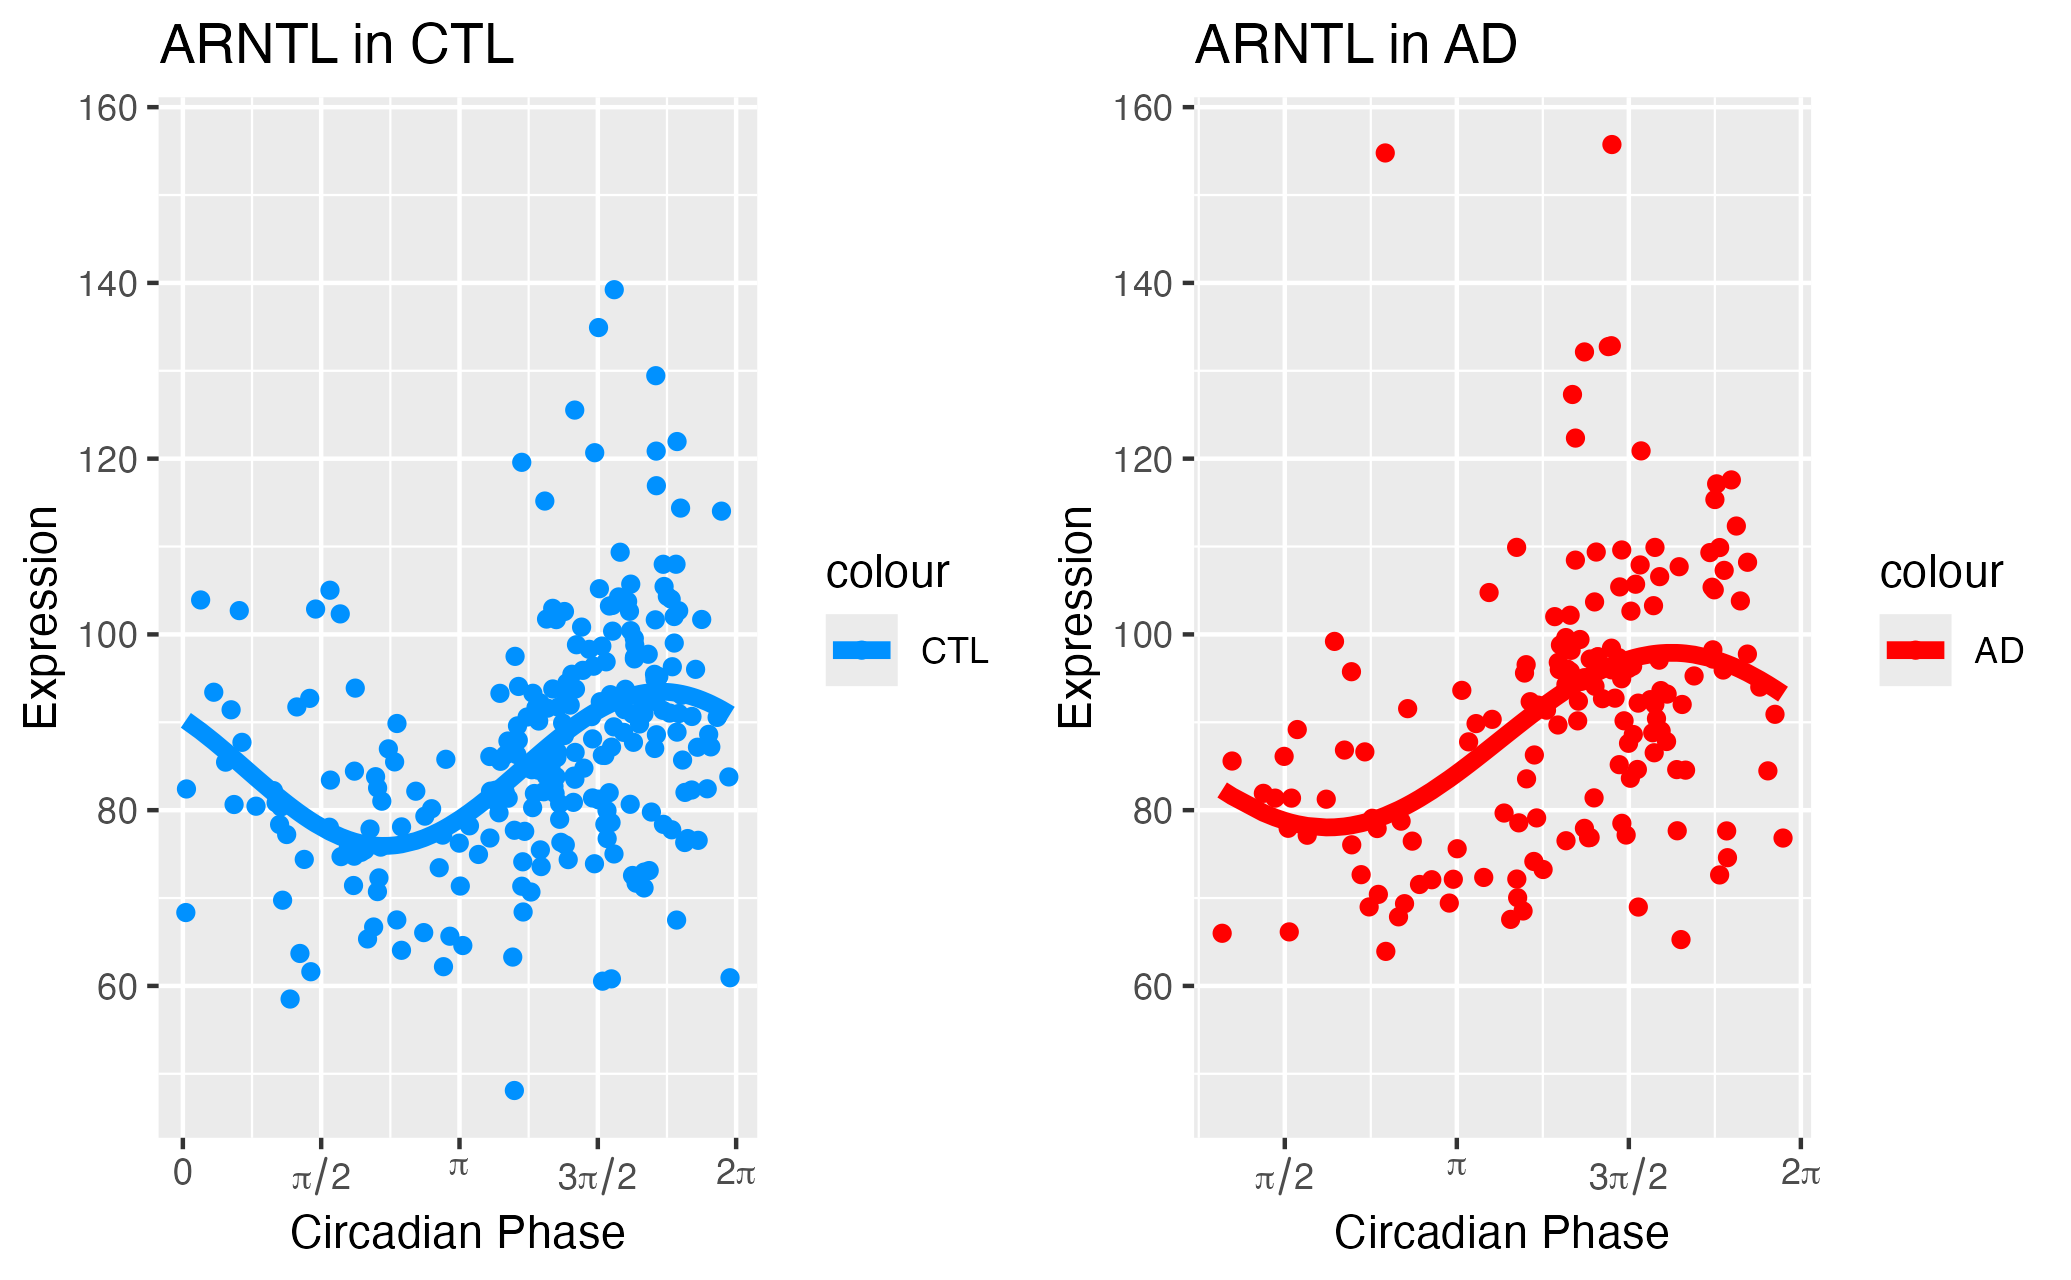 ARNTL in CTL
160
140
120
100
80
60
Expression
0
π/2
π
3π/2
2π
Circadian Phase
colour
CTL
ARNTL in AD
160
140
120
100
80
60
Expression
π/2
π
3π/2
2π
Circadian Phase
colour
AD